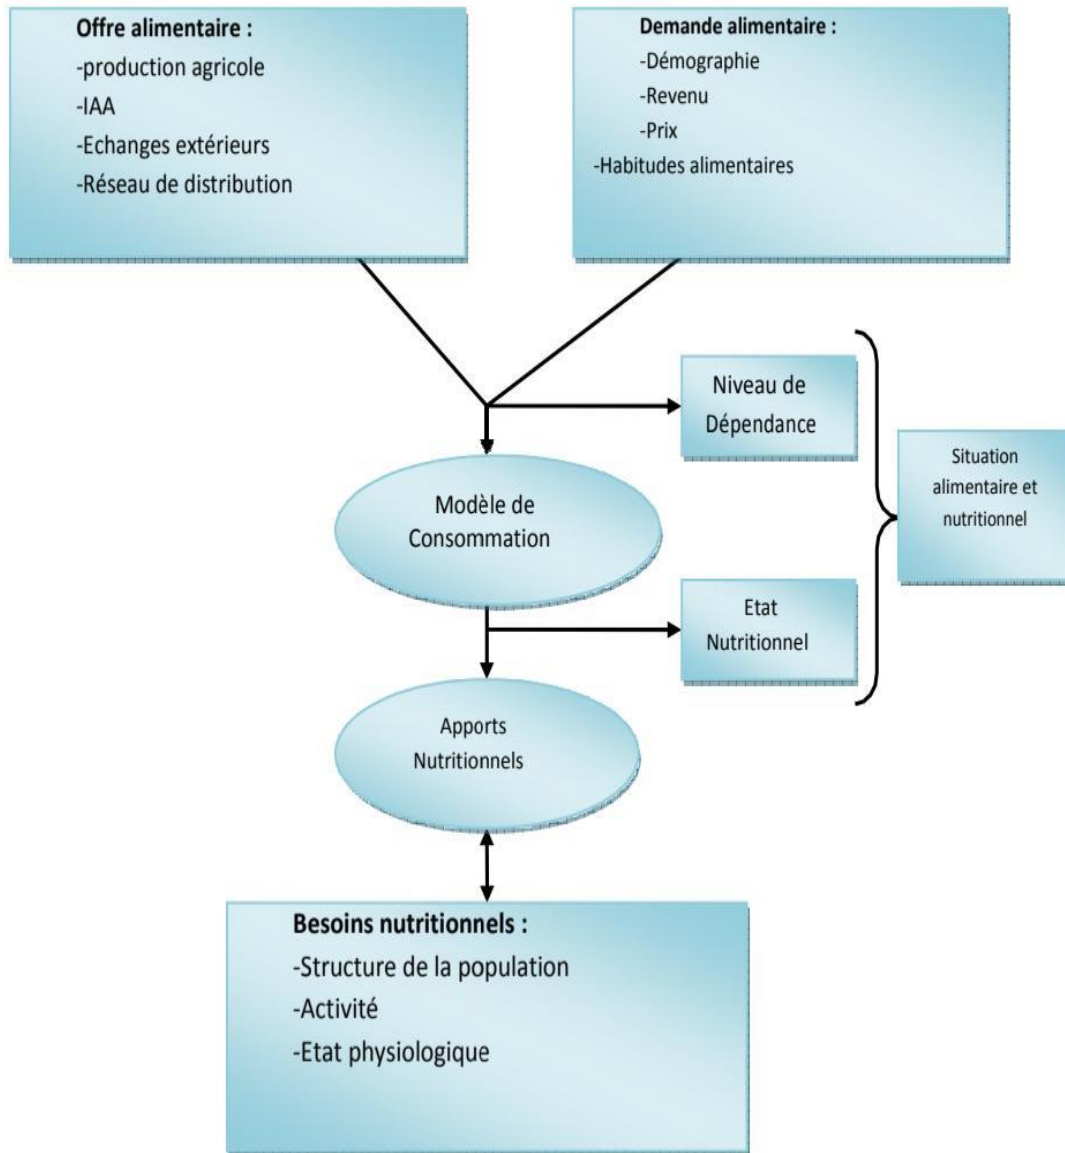 Offre alimentaire :
-production agricole
-IAA
-Echanges extérieurs
-Réseau de distribution
Demande alimentaire :
-Démographie
-Revenu
-Prix
-Habitudes alimentaires
Niveau de
Dépendance
Situation
alimentaire et
nutritionnel
Modèle de
Consommation
Etat
Nutritionnel
Apports
Nutritionnels
Besoins nutritionnels :
-Structure de la population
-Activité
-Etat physiologique